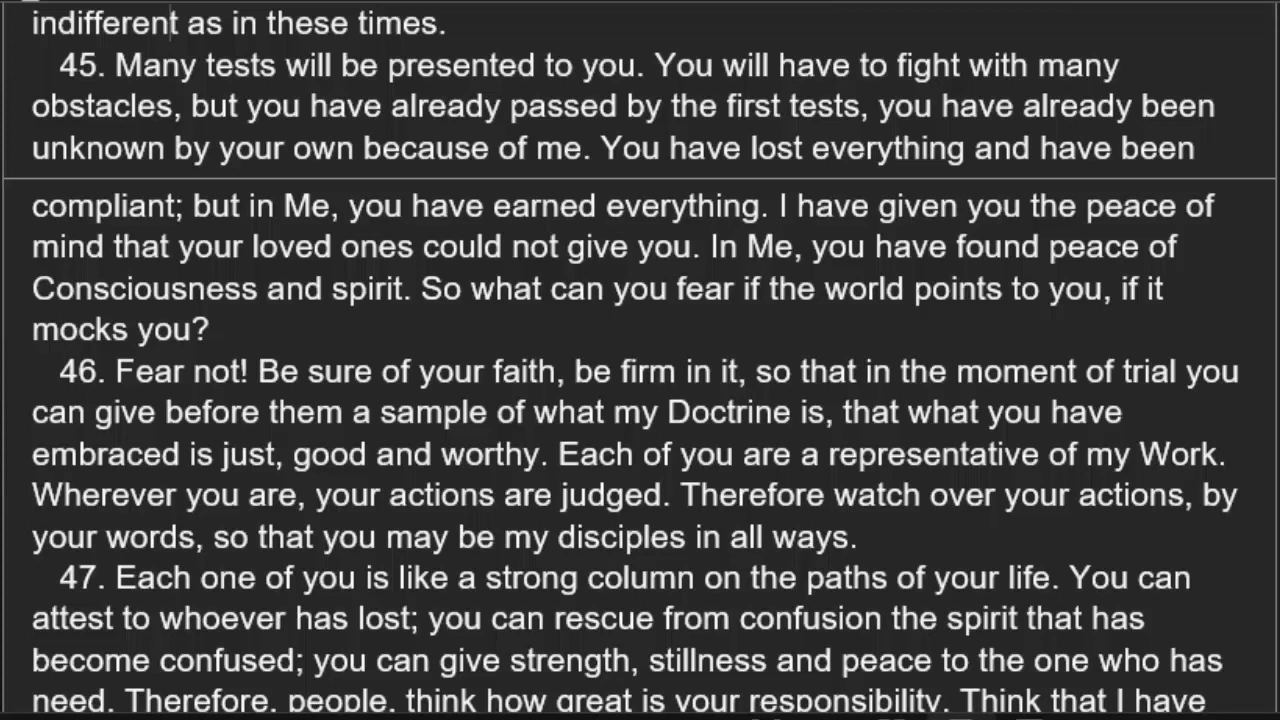 indifferent as in these times.
45. Many tests will be presented to you. You will have to fight with many
obstacles, but you have already passed by the first tests, you have already been
unknown by your own because of me. You have lost everything and have been
compliant; but in Me, you have earned everything. I have given you the peace of
mind that your loved ones could not give you. In Me, you have found peace of
Consciousness and spirit. So what can you fear if the world points to you, if it
mocks you?
46. Fear not! Be sure of your faith, be firm in it, so that in the moment of trial you
can give before them a sample of what my Doctrine is, that what you have
embraced is just, good and worthy. Each of you are a representative of my Work.
Wherever you are, your actions are judged. Therefore watch over your actions, by
your words, so that you may be my disciples in all ways.
47. Each one of you is like a strong column on the paths of your life. You can
attest to whoever has lost; you can rescue from confusion the spirit that has
become confused; you can give strength, stillness and peace to the one who has
need. Therefore, people, think how great is your responsibility. Think that I have